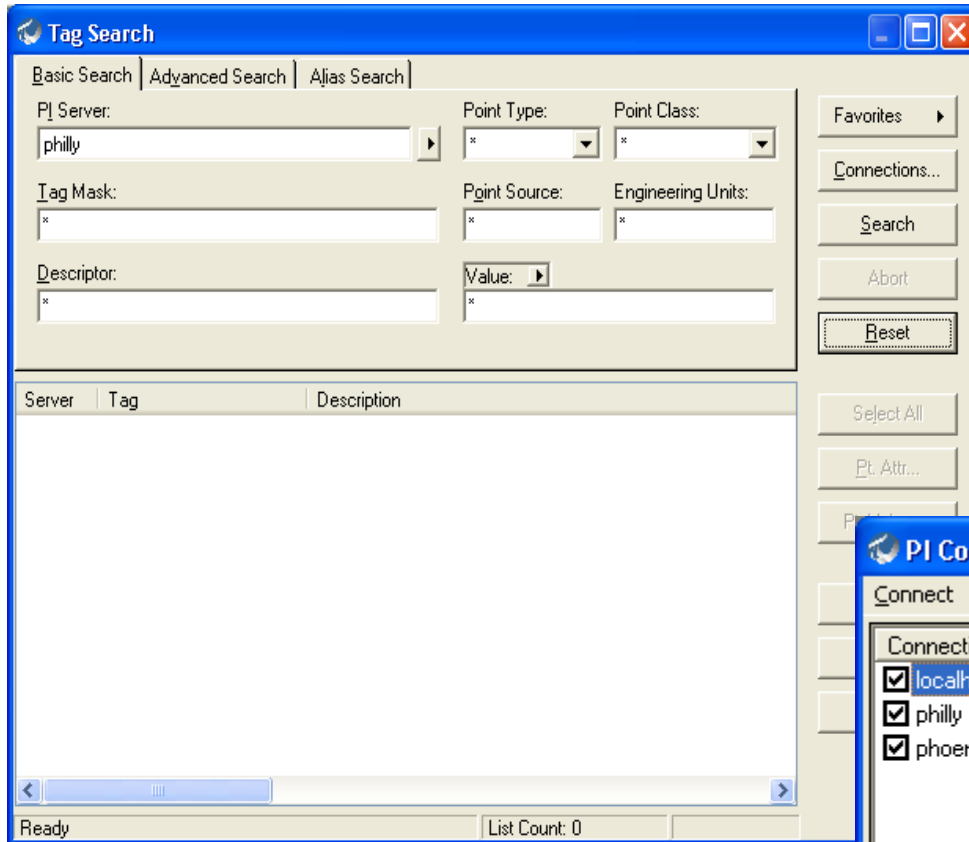 Tag Search
Basic Search Advanced Search Alias Search
PI Server: Point Type: Point Class:
philly * *
Tag Mask: Point Source: Engineering Units:
* * *
Descriptor: Value:
* *
Favorites
Connections...
Search
Abort
Reset
Server Tag Description
Select All
Pt. Attr...
Ready List Count: 0
PI Co
Connect
Connecti
localh
philly
phoer